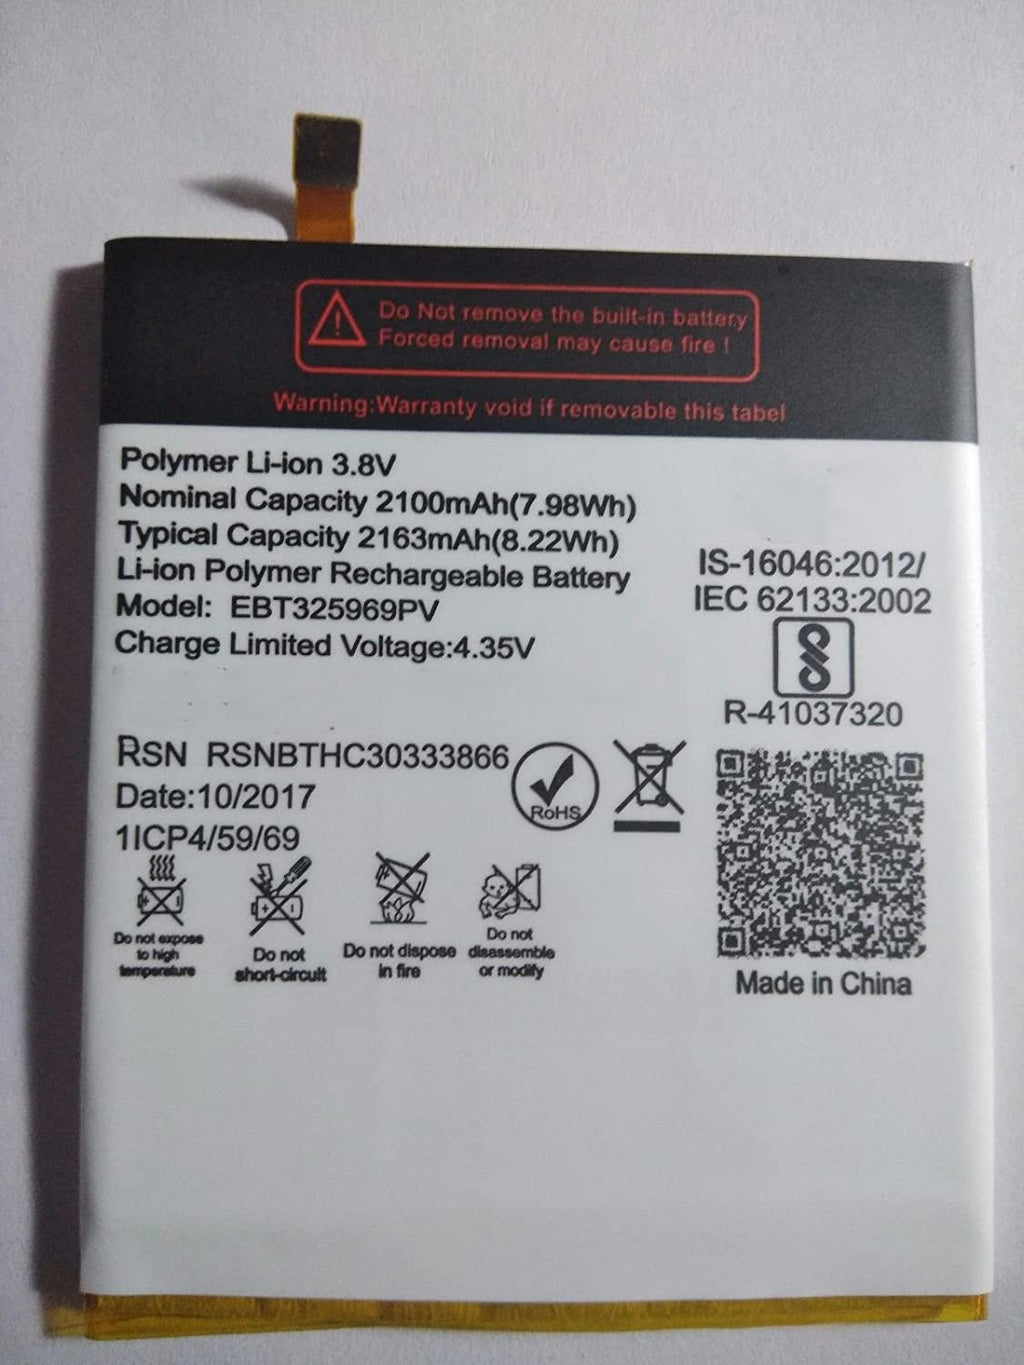 Do Not remove the built-in battery
Forced removal may cause fire !
Warning:Warranty void if removable this tabel
Polymer Li-ion 3.8V
Nominal Capacity 2100mAh(7.98Wh)
Typical Capacity 2163mAh(8.22Wh)
Li-ion Polymer Rechargeable Battery
Model: EBT325969PV
Charge Limited Voltage:4.35V
IS-16046:2012/
IEC 62133:2002
R-41037320
RSN RSNBTHC30333866
Date:10/2017
1ICP4/59/69
RoHS
Do not expose
to high
temperature
Do not
short-circuit
Do not dispose
in fire
Do not
disassemble
or modify
Made in China